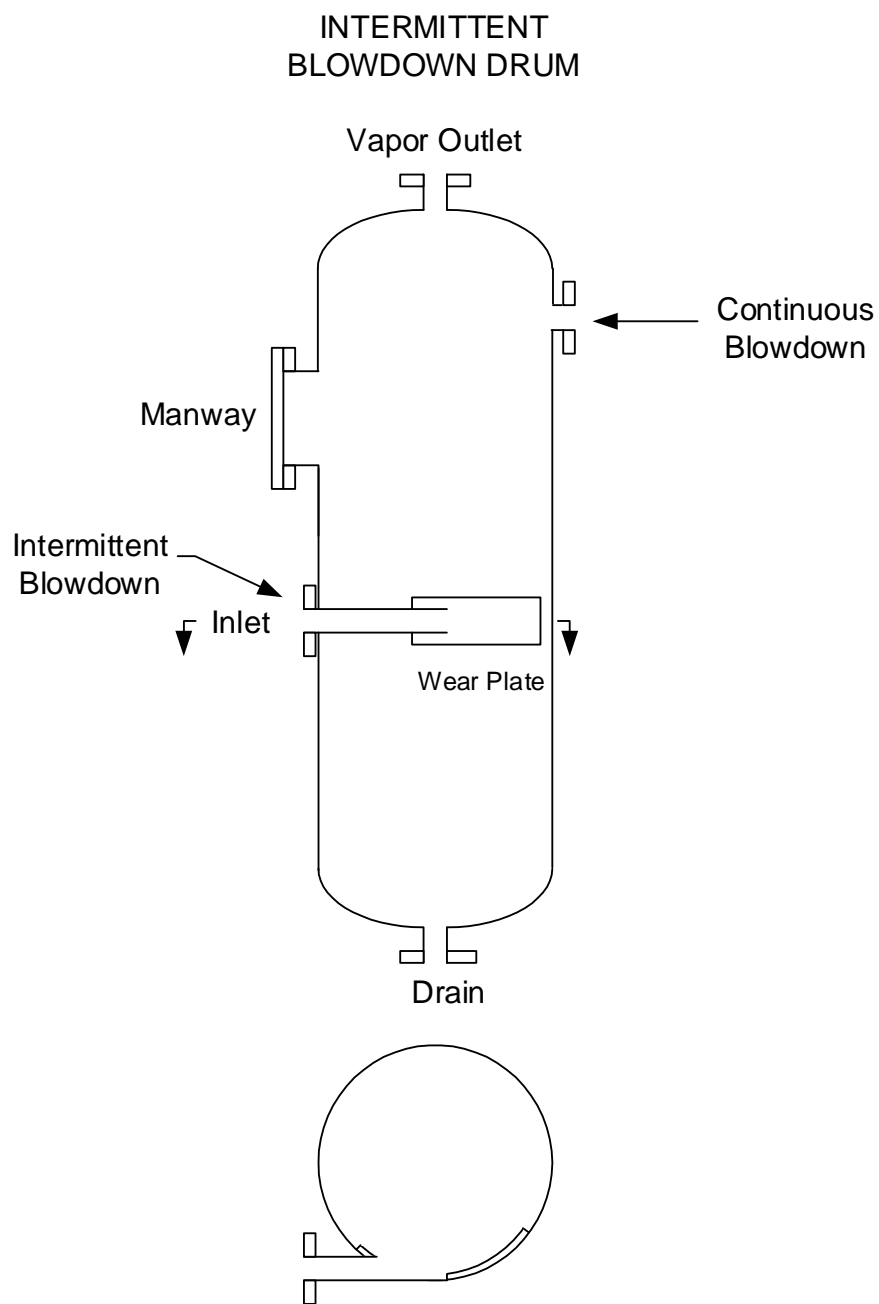 INTERMITTENT
BLOWDOWN DRUM
Vapor Outlet
Continuous
Blowdown
Manway
Intermittent
Blowdown
Inlet
Wear Plate
Drain